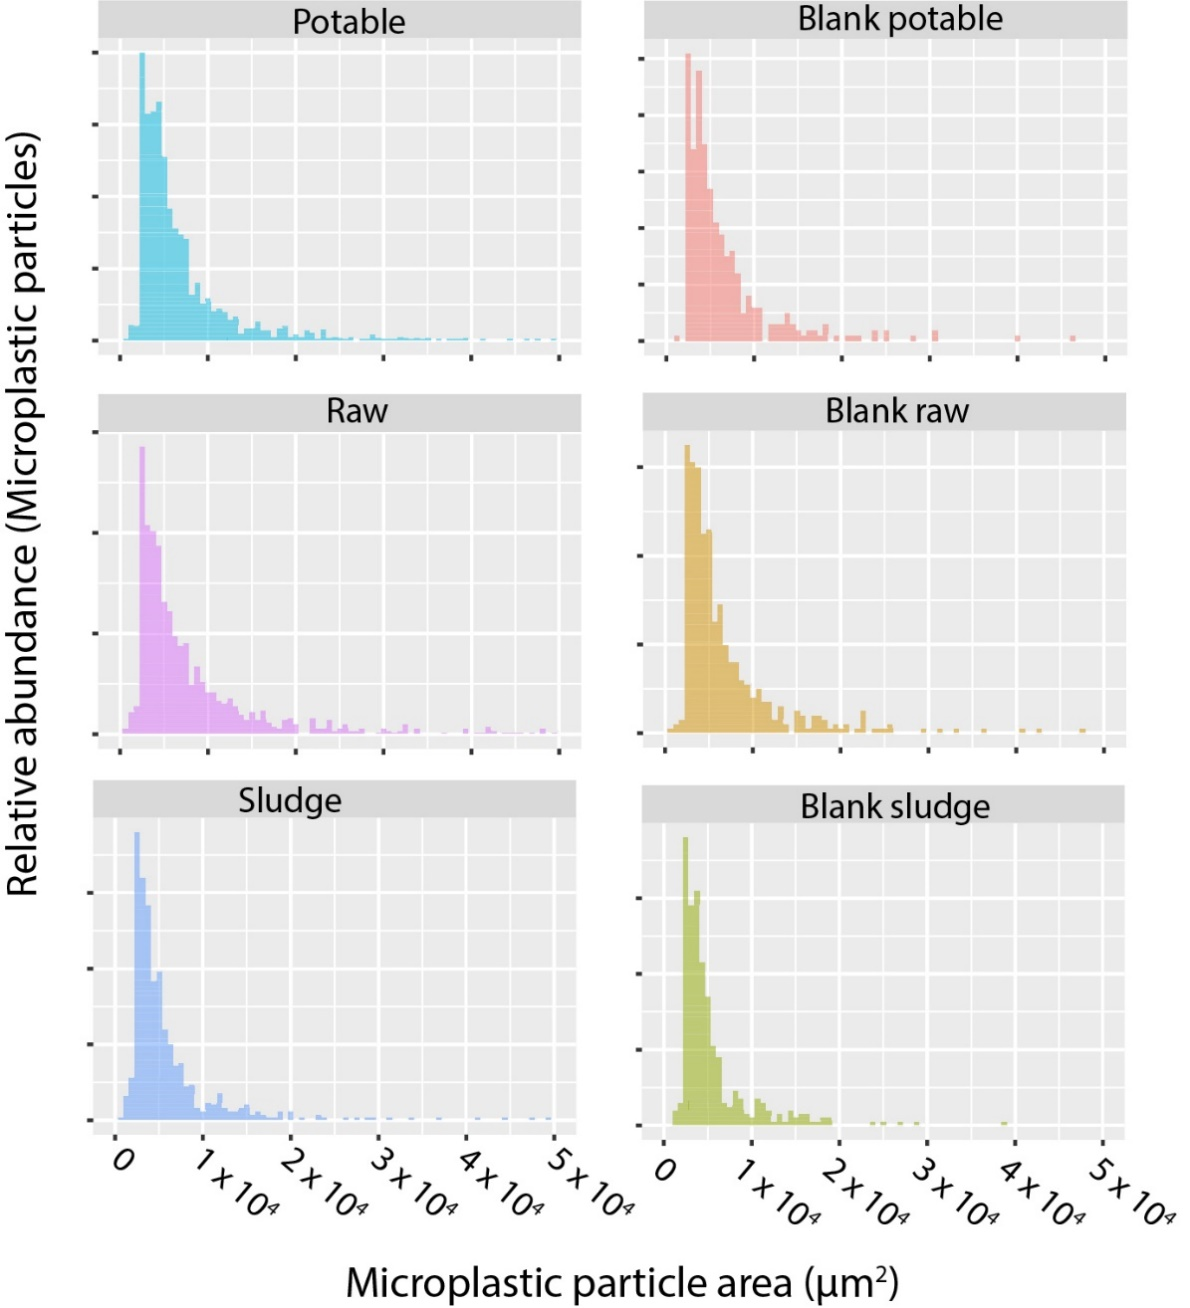 Potable
Blank potable
Raw
Blank raw
Sludge
Blank sludge
Relative abundance (Microplastic particles)
0
1 x 10⁴
2 x 10⁴
3 x 10⁴
4 x 10⁴
5 x 10⁴
0
1 x 10⁴
2 x 10⁴
3 x 10⁴
4 x 10⁴
5 x 10⁴
Microplastic particle area (µm²)